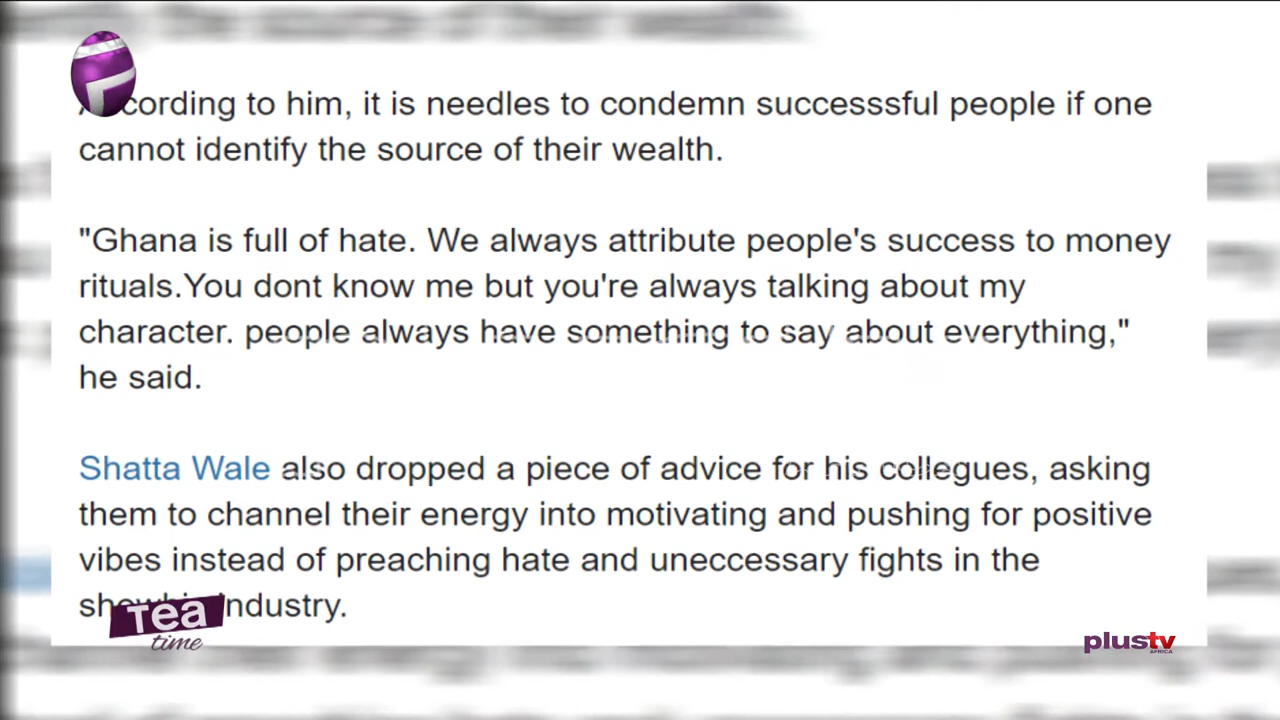 According to him, it is needles to condemn successsful people if one
cannot identify the source of their wealth.
"Ghana is full of hate. We always attribute people's success to money
rituals.You dont know me but you're always talking about my
character. people always have something to say about everything,"
he said.
Shatta Wale also dropped a piece of advice for his collegues, asking
them to channel their energy into motivating and pushing for positive
vibes instead of preaching hate and uneccessary fights in the
showbiz industry.
Tea
time
plustv
AFRICA